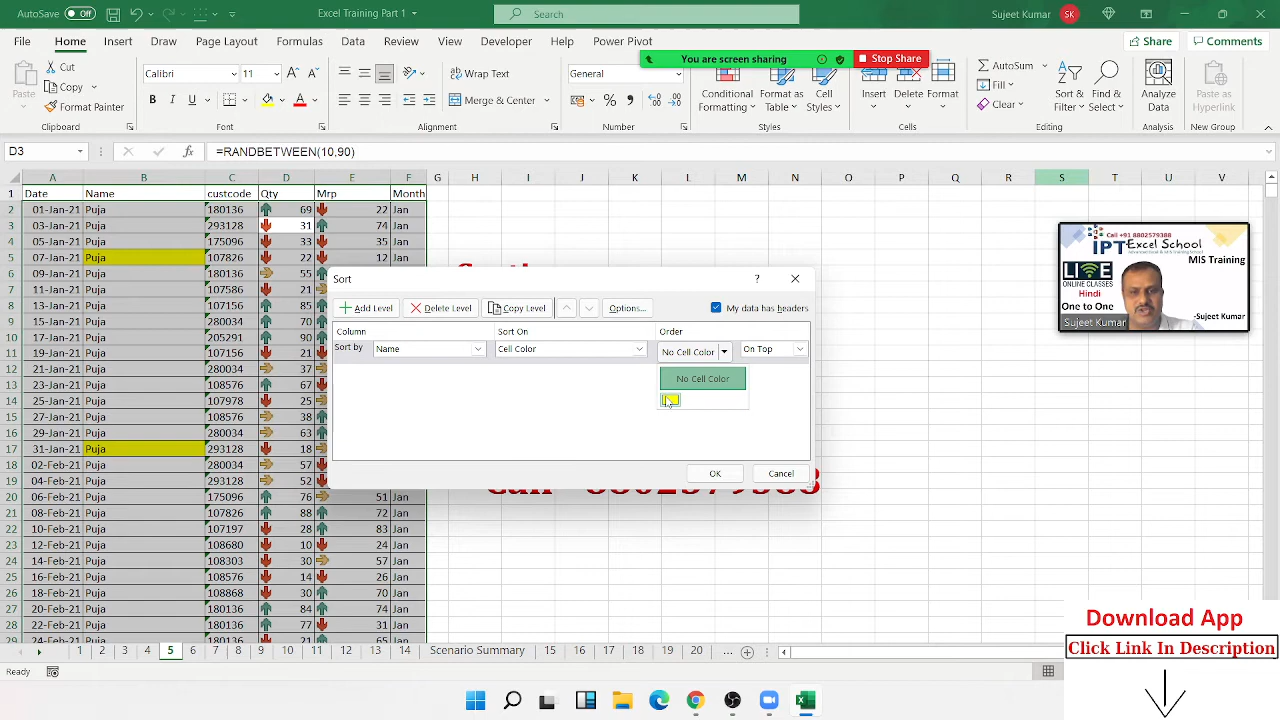 AutoSave Off
Excel Training Part 1
Search
Sujeet Kumar SK
File Home Insert Draw Page Layout Formulas Data Review View Developer Help Power Pivot
You are screen sharing
Stop Share
Share
Comments
Paste
Cut
Copy
Format Painter
Clipboard
Calibri 11
B I U
Font
Wrap Text
Merge & Center
Alignment
General
Number
Conditional Formatting
Format as Table
Cell Styles
Styles
Insert
Delete
Format
Cells
AutoSum
Fill
Clear
Sort & Filter
Find & Select
Editing
Analyze Data
Analysis
Paste as Hyperlink
New Group
D3 fx =RANDBETWEEN(10,90)
A B C D E F G H I J K L M N O P Q R S T U V
1 Date Name custcode Qty Mrp Month
2 01-Jan-21 Puja 180136 69 22 Jan
3 03-Jan-21 Puja 293128 31 74 Jan
4 05-Jan-21 Puja 175096 33 35 Jan
5 07-Jan-21 Puja 107826 22 12 Jan
6 09-Jan-21 Puja 180136 55
7 11-Jan-21 Puja 107156 21
8 13-Jan-21 Puja 107156 85
9 15-Jan-21 Puja 280034 70
10 17-Jan-21 Puja 205291 90
11 19-Jan-21 Puja 107156 21
12 21-Jan-21 Puja 280034 37
13 23-Jan-21 Puja 108576 67
14 25-Jan-21 Puja 107978 25
15 27-Jan-21 Puja 108576 38
16 29-Jan-21 Puja 280034 63
17 31-Jan-21 Puja 293128 18
18 02-Feb-21 Puja 280034 57
19 04-Feb-21 Puja 293128 52
20 06-Feb-21 Puja 175096 76 51 Jan
21 08-Feb-21 Puja 107826 88 72 Jan
22 10-Feb-21 Puja 107197 28 83 Jan
23 12-Feb-21 Puja 108680 10 24 Jan
24 14-Feb-21 Puja 108303 30 57 Jan
25 16-Feb-21 Puja 108576 14 26 Jan
26 18-Feb-21 Puja 108868 30 70 Jan
27 20-Feb-21 Puja 180136 84 74 Jan
28 22-Feb-21 Puja 180136 77 31 Jan
29 24-Feb-21 Puja 180136 21 65 Jan
Sort ?
Add Level
Delete Level
Copy Level
Options...
My data has headers
Column Sort On Order
Sort by Name Cell Color No Cell Color On Top
No Cell Color
OK
Cancel
Call +91 8802579388
IPT Excel School
Advanced Excel & MIS Training School
LIVE
ONLINE CLASSES
Hindi
One to One
MIS Training
-Sujeet Kumar
Sujeet Kumar
Download App
Click Link In Description
1 2 3 4 5 6 7 8 9 10 11 12 13 14 Scenario Summary 15 16 17 18 19 20 ...
Ready